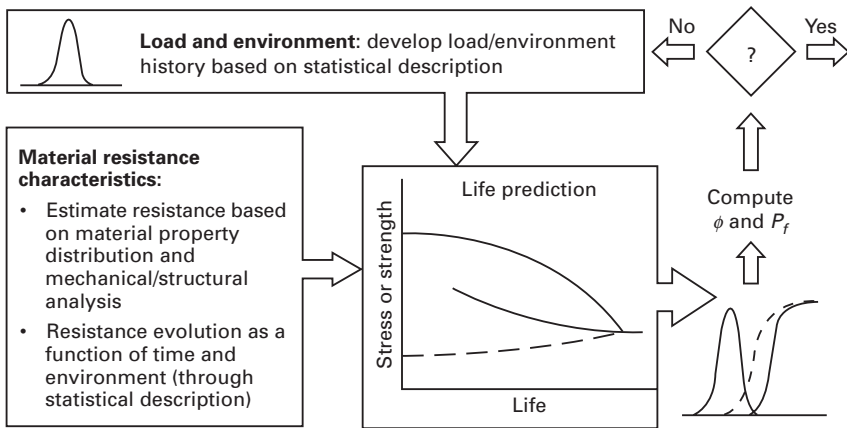 Load and environment: develop load/environment
history based on statistical description
No
?
Yes
Material resistance
characteristics:
• Estimate resistance based
on material property
distribution and
mechanical/structural
analysis
• Resistance evolution as a
function of time and
environment (through
statistical description)
Life prediction
Stress or strength
Life
Compute
ϕ and Pf